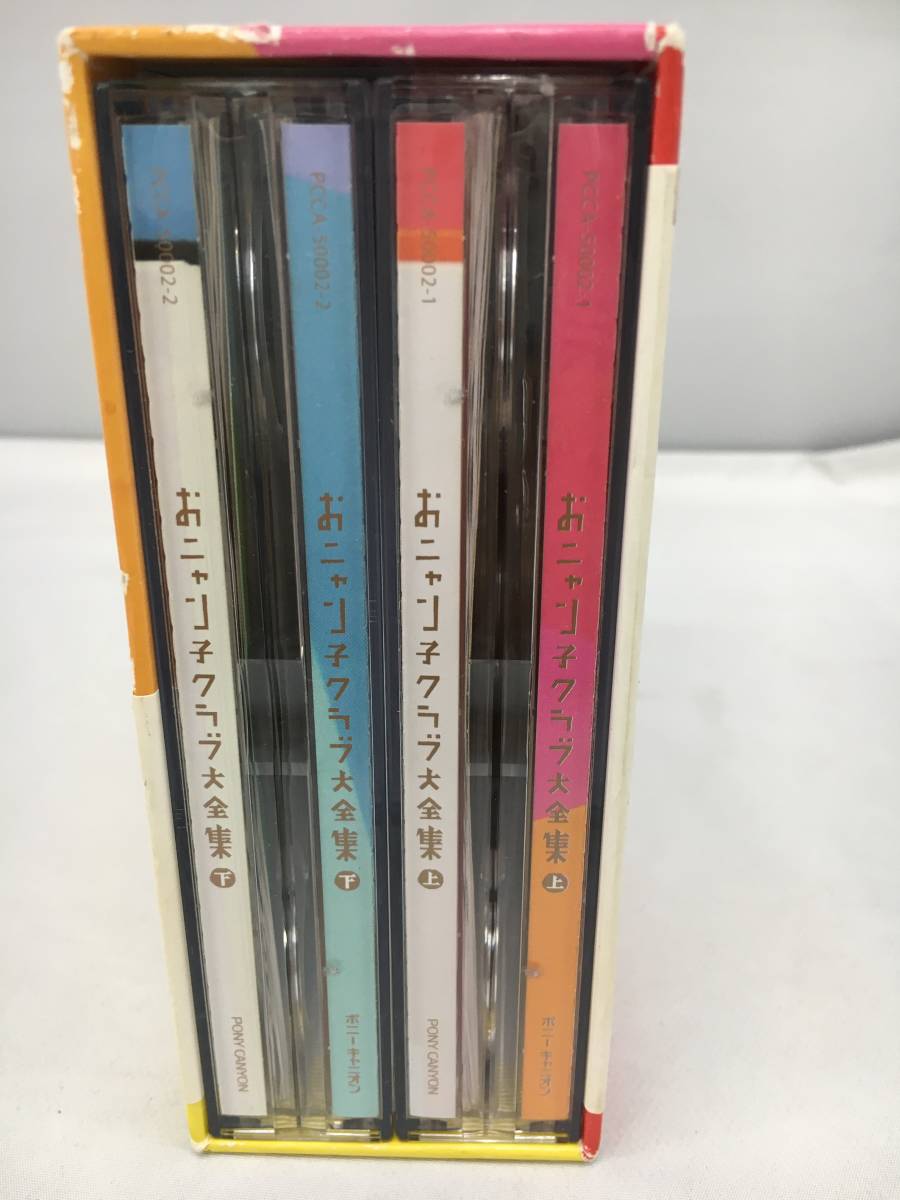 PCCA 50002-2
おニャン子クラブ大全集 下
PONY CANYON
PCCA 50002-2
おニャン子クラブ大全集 下
ポニーキャニオン
PCCA 50002-1
おニャン子クラブ大全集 上
PONY CANYON
PCCA 50002-1
おニャン子クラブ大全集 上
ポニーキャニオン